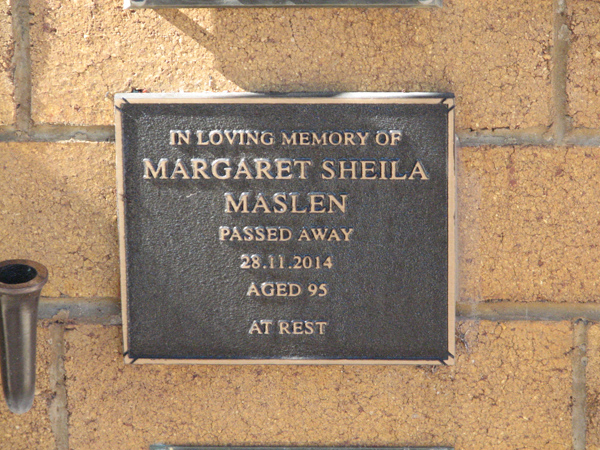 IN LOVING MEMORY OF
MARGARET SHEILA
MASLEN
PASSED AWAY
28.11.2014
AGED 95
AT REST